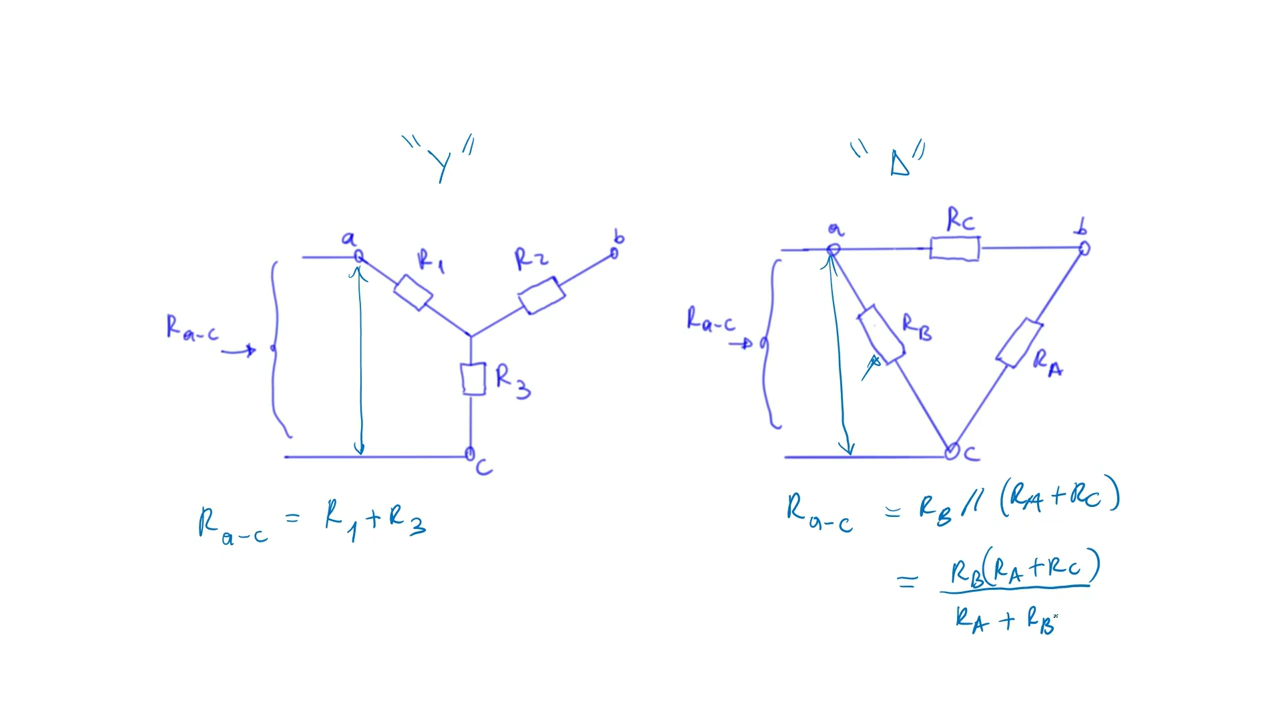 "Y"
a
b
R1
R2
Ra-c
R3
c
Ra-c = R1 + R3
"Δ"
a
RC
b
Ra-c
RB
RA
c
Ra-c = RB // (RA + RC)
= RB(RA + RC)
RA + RB